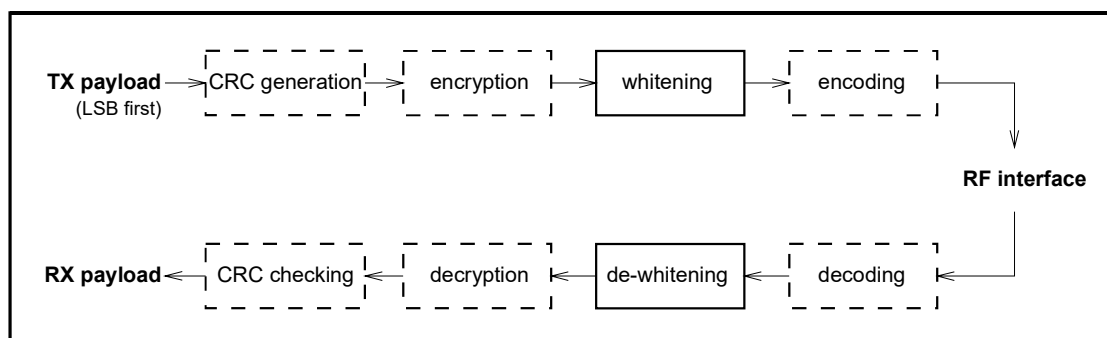 TX payload
(LSB first)
CRC generation
encryption
whitening
encoding
RF interface
RX payload
CRC checking
decryption
de-whitening
decoding